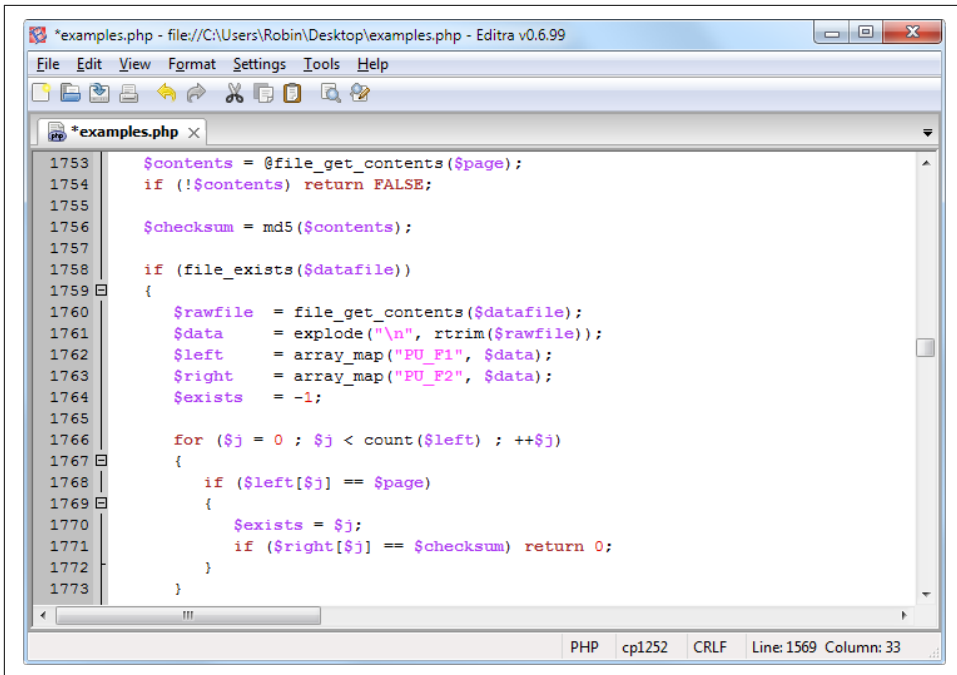 *examples.php - file://C:\Users\Robin\Desktop\examples.php - Editra v0.6.99
File Edit View Format Settings Tools Help
*examples.php
1753 $contents = @file_get_contents($page);
1754 if (!$contents) return FALSE;
1755
1756 $checksum = md5($contents);
1757
1758 if (file_exists($datafile))
1759 {
1760 $rawfile  = file_get_contents($datafile);
1761 $data     = explode("\n", rtrim($rawfile));
1762 $left     = array_map("PU_F1", $data);
1763 $right    = array_map("PU_F2", $data);
1764 $exists   = -1;
1765
1766 for ($j = 0 ; $j < count($left) ; ++$j)
1767 {
1768 if ($left[$j] == $page)
1769 {
1770 $exists = $j;
1771 if ($right[$j] == $checksum) return 0;
1772 }
1773 }
PHP cp1252 CRLF Line: 1569 Column: 33